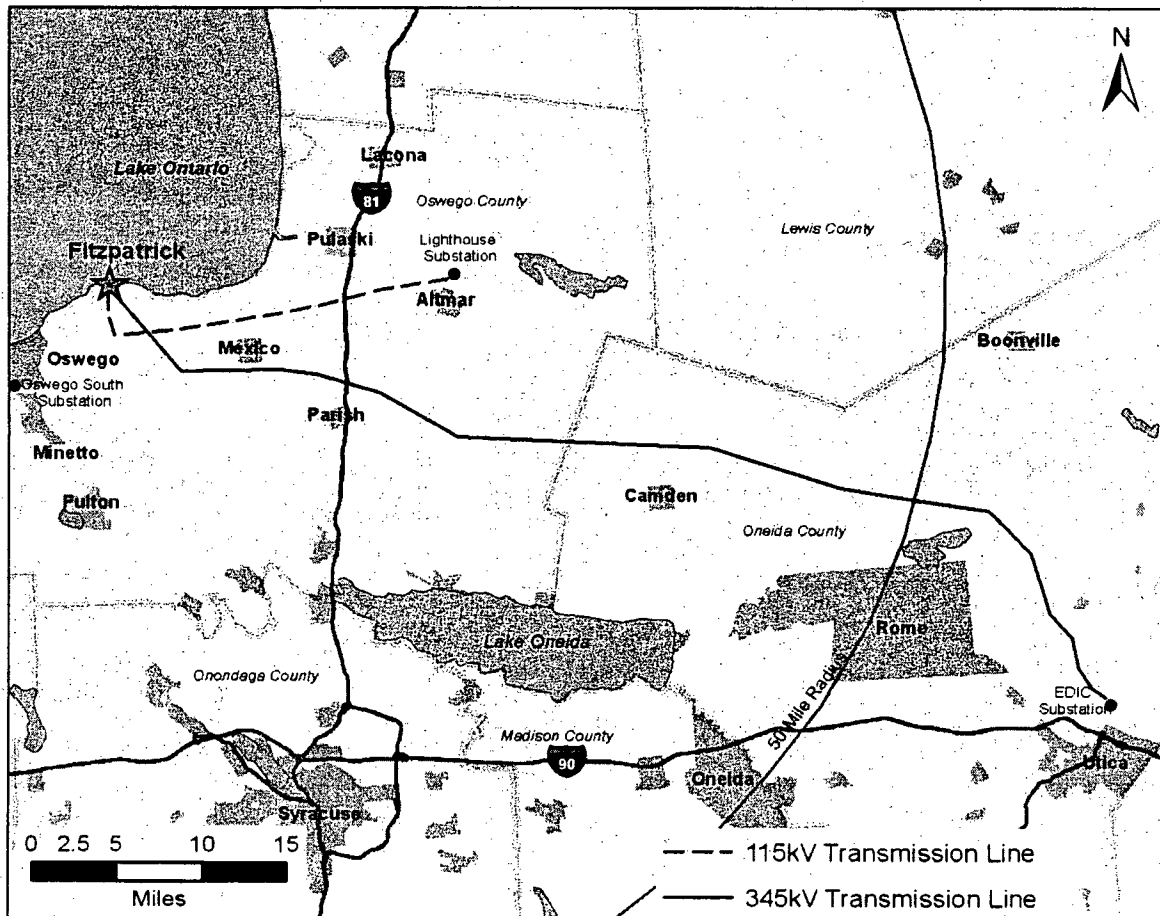 N
Lacona
Lake Ontario
81
Oswego County
Lewis County
Pulaski
Lighthouse
Substation
Fitzpatrick
Altmar
Boonville
Mexico
Oswego
Oswego South
Substation
Parish
Minetto
Camden
Fulton
Oneida County
Rome
Lake Oneida
Onondaga County
50 Mile Radius
EDIC
Substation
Madison County
90
Oneida
Utica
Syracuse
0 2.5 5 10 15
Miles
115kV Transmission Line
345kV Transmission Line